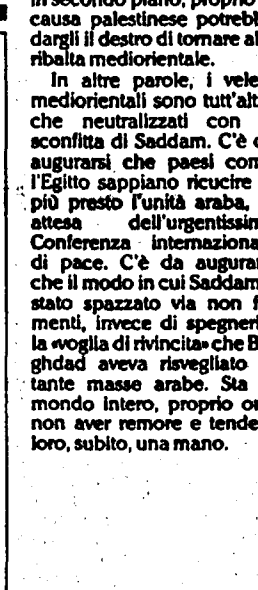 in secondo piano, proprio
causa palestinese potreb
dargli il destro di tornare al
ribalta mediorientale.
In altre parole, i vele
mediorientali sono tutt'alt
che neutralizzati con
sconfitta di Saddam. C'è d
augurarsi che paesi com
l'Egitto sappiano ricucire
più presto l'unità araba,
attesa dell'urgentissim
Conferenza internaziona
di pace. C'è da augurar
che il modo in cui Saddam
stato spazzato via non f
menti, invece di spegner
la «voglia di rivincita» che B
ghdad aveva risvegliato
tante masse arabe. Sta
mondo intero, proprio or
non aver remore e tende
loro, subito, una mano.